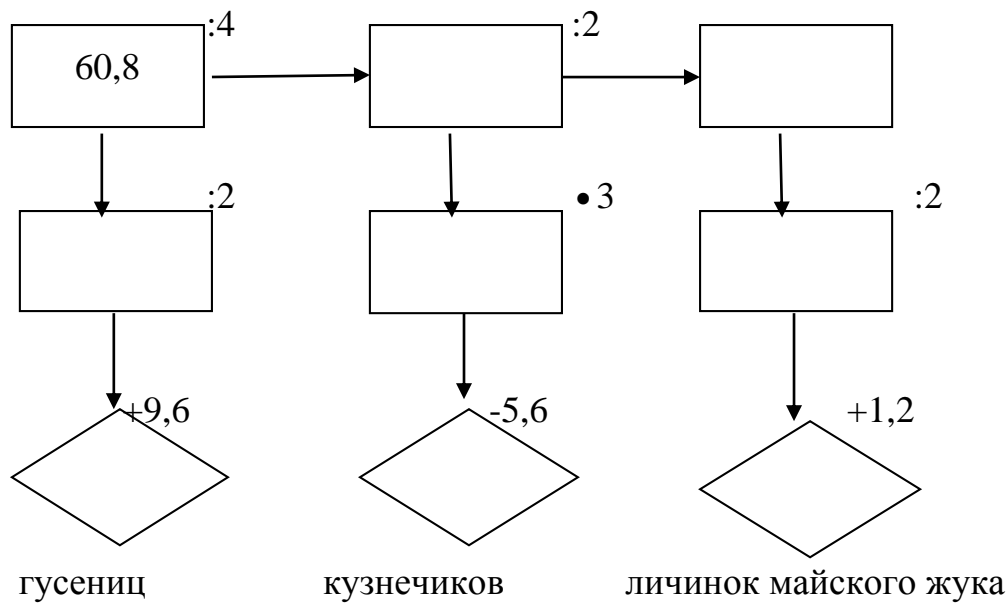 :4 :2
60,8
:2 • 3 :2
+9,6 -5,6 +1,2
гусениц кузнечиков личинок майского жука